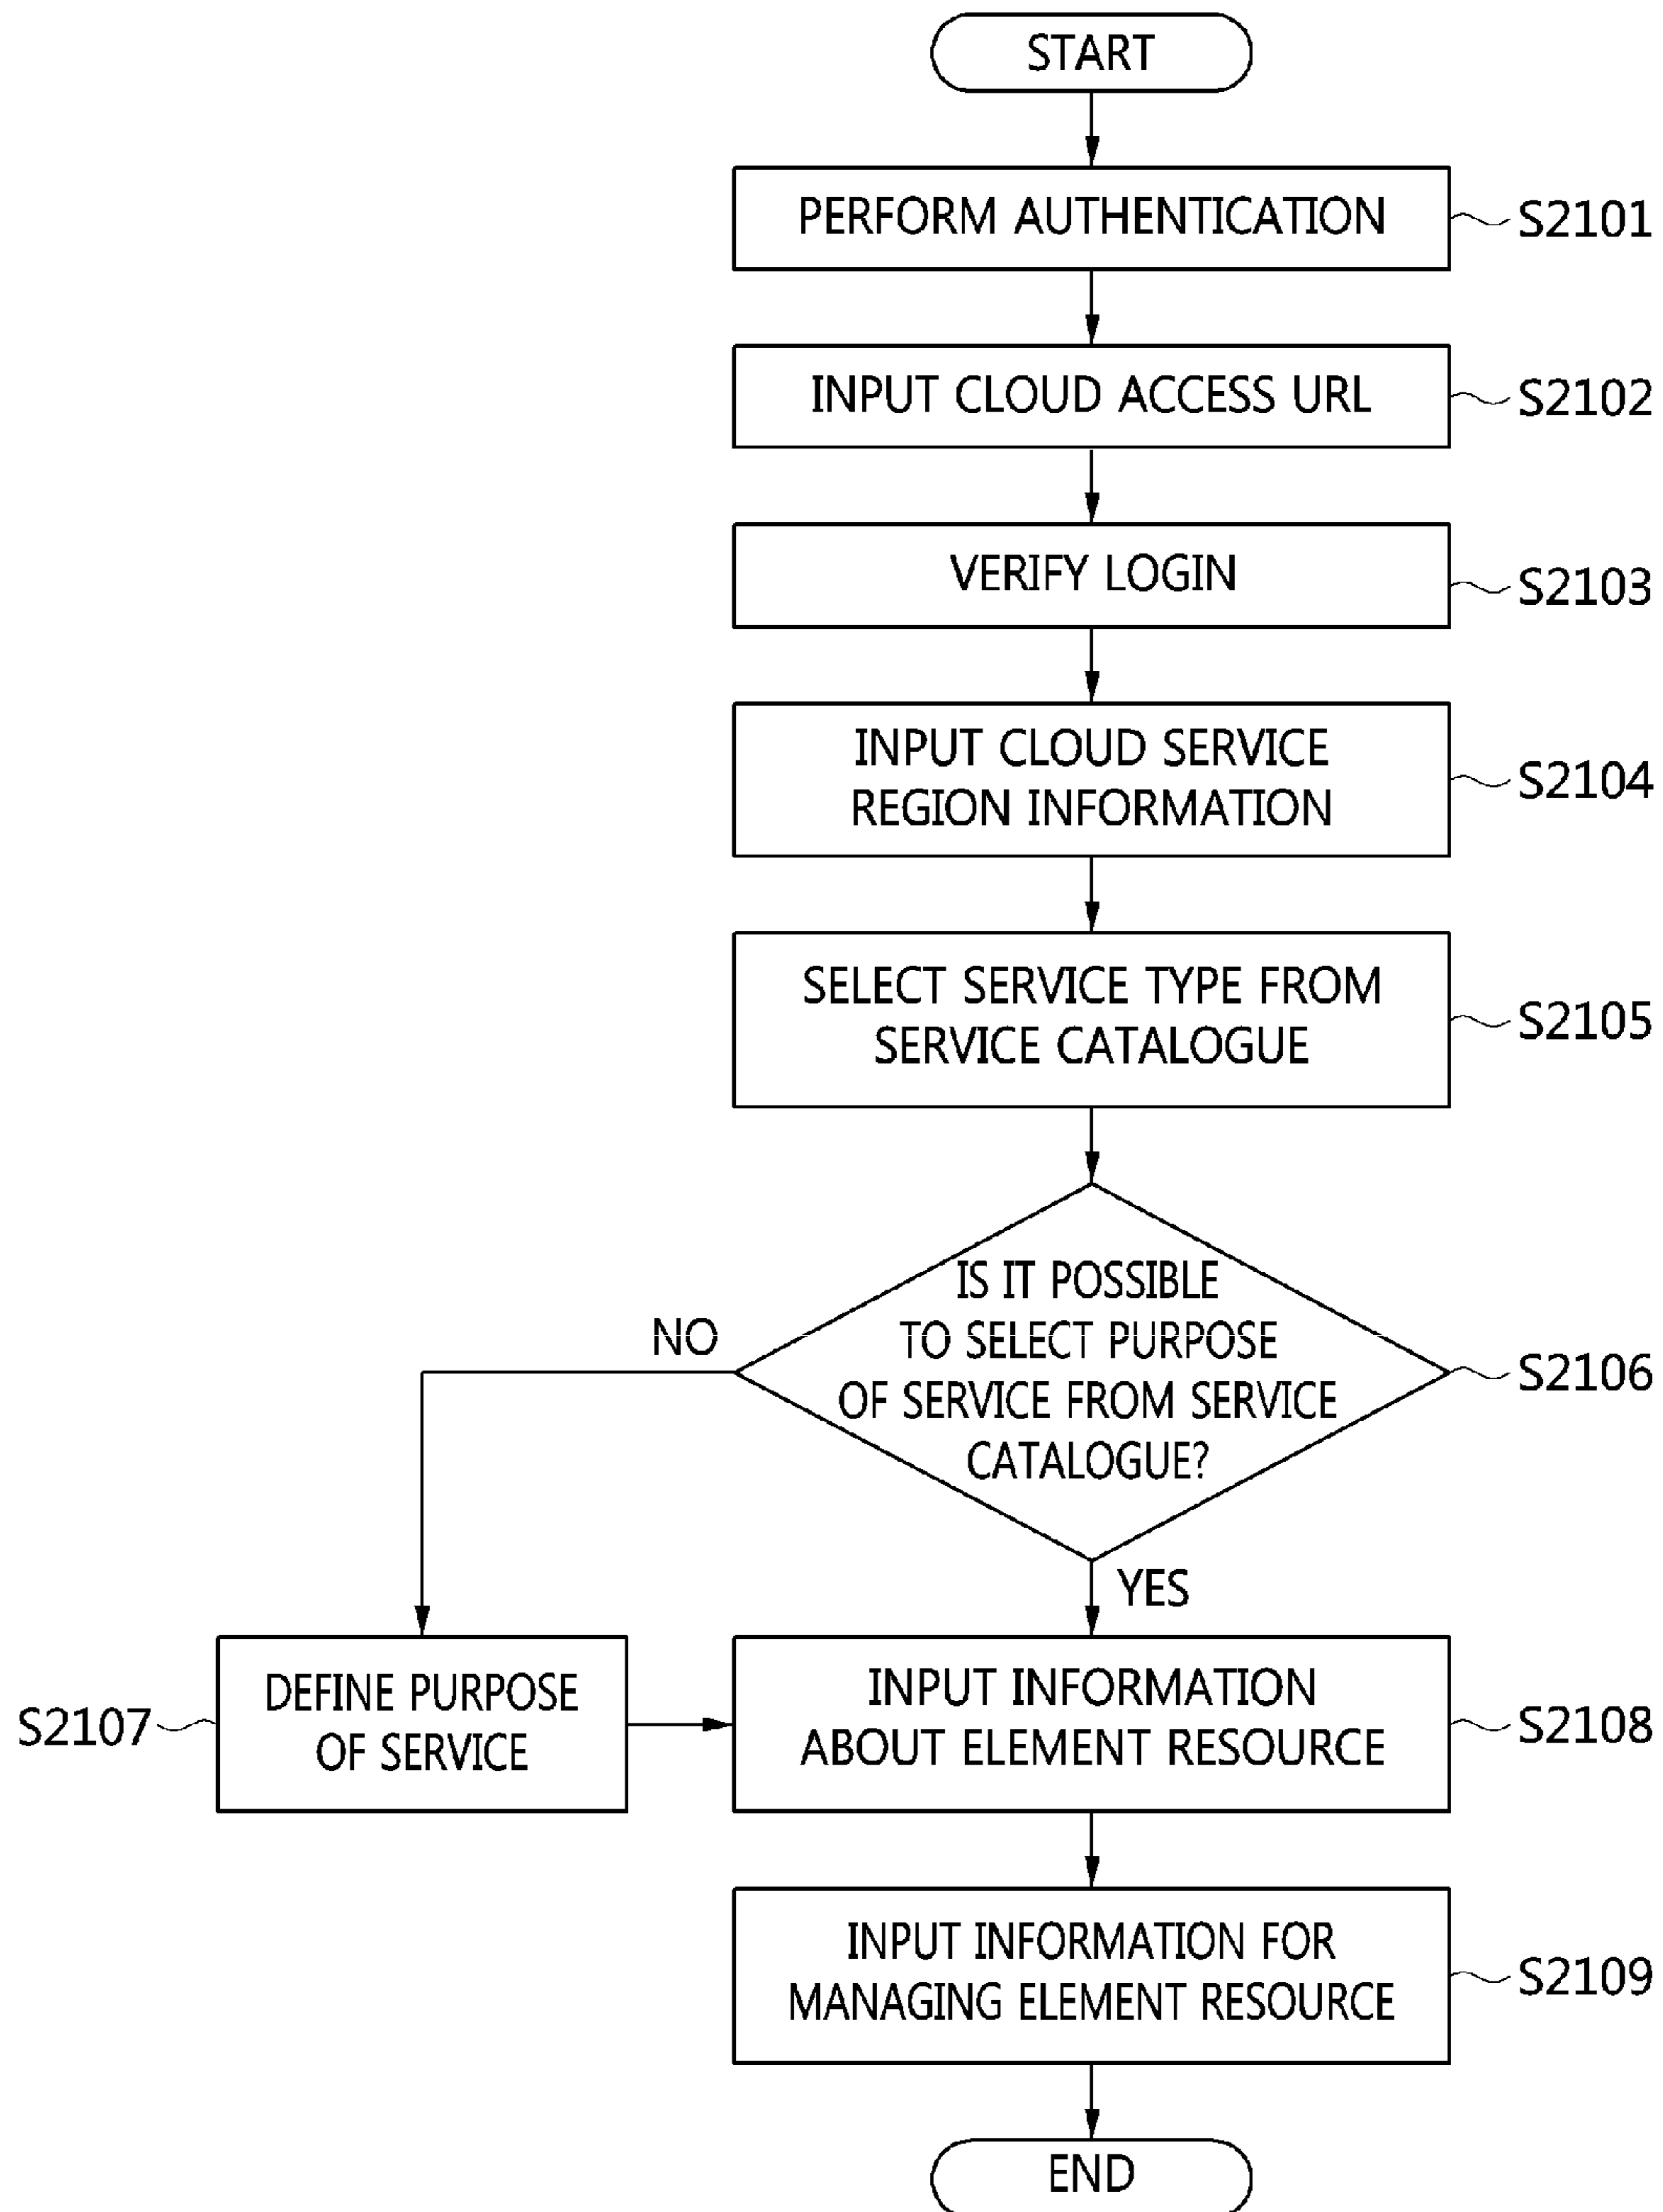 START
PERFORM AUTHENTICATION
S2101
INPUT CLOUD ACCESS URL
S2102
VERIFY LOGIN
S2103
INPUT CLOUD SERVICE
REGION INFORMATION
S2104
SELECT SERVICE TYPE FROM
SERVICE CATALOGUE
S2105
IS IT POSSIBLE
TO SELECT PURPOSE
OF SERVICE FROM SERVICE
CATALOGUE?
S2106
NO
YES
S2107
DEFINE PURPOSE
OF SERVICE
INPUT INFORMATION
ABOUT ELEMENT RESOURCE
S2108
INPUT INFORMATION FOR
MANAGING ELEMENT RESOURCE
S2109
END